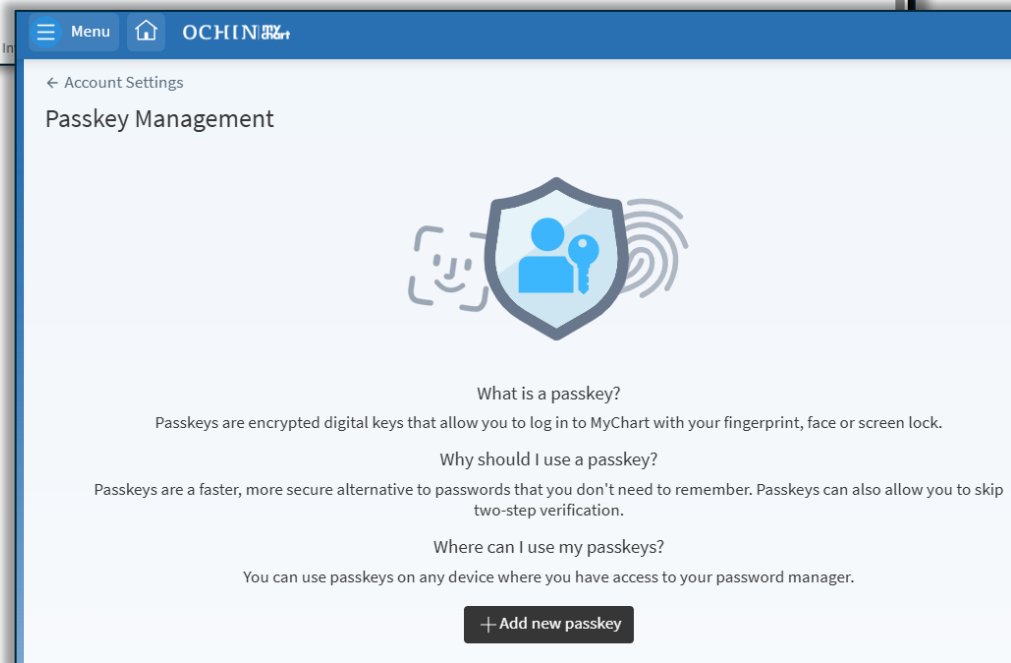 In
Menu
OCHIN MY Chart
← Account Settings
Passkey Management
What is a passkey?
Passkeys are encrypted digital keys that allow you to log in to MyChart with your fingerprint, face or screen lock.
Why should I use a passkey?
Passkeys are a faster, more secure alternative to passwords that you don't need to remember. Passkeys can also allow you to skip
two-step verification.
Where can I use my passkeys?
You can use passkeys on any device where you have access to your password manager.
+ Add new passkey